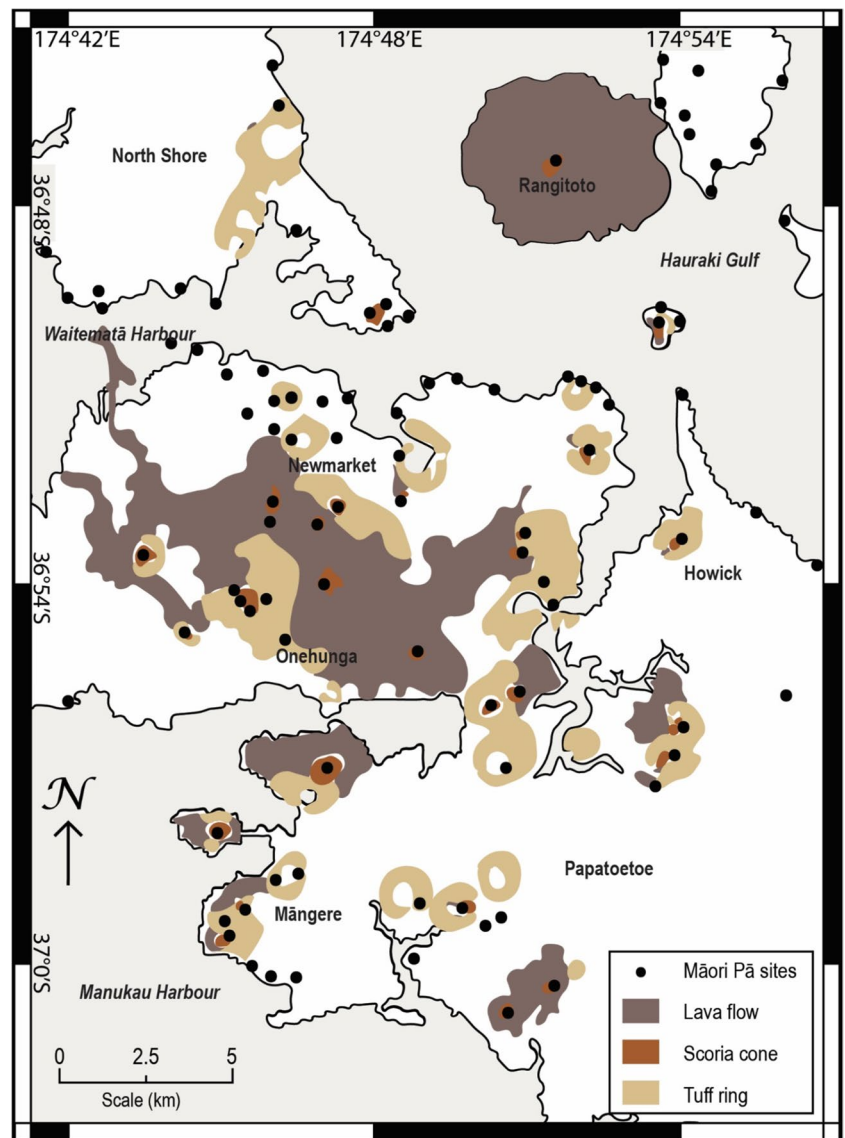 174°42′E
174°48′E
174°54′E
North Shore
Rangitoto
36°48′S
Hauraki Gulf
Waitematā Harbour
Newmarket
36°54′S
Howick
Onehunga
N
Papatoetoe
Māngere
37°0′S
Manukau Harbour
Māori Pā sites
Lava flow
Scoria cone
Tuff ring
0 2.5 5
Scale (km)